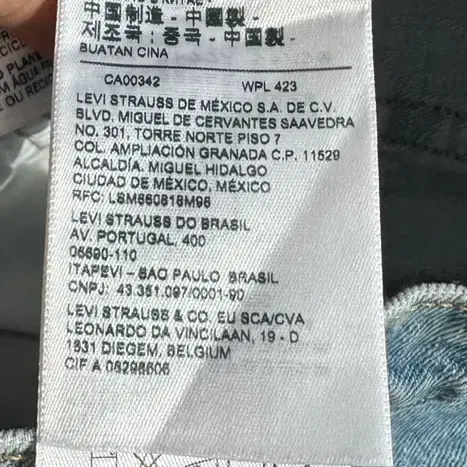 中国制造 - 中國製 -
제조국 : 중국 - 中国製 -
BUATAN CINA
CA00342 WPL 423
LEVI STRAUSS DE MÉXICO S.A. DE C.V.
BLVD. MIGUEL DE CERVANTES SAAVEDRA
NO. 301, TORRE NORTE PISO 7
COL. AMPLIACIÓN GRANADA C.P. 11529
ALCALDÍA. MIGUEL HIDALGO
CIUDAD DE MÉXICO, MÉXICO
RFC: LSM860818M98
LEVI STRAUSS DO BRASIL
AV. PORTUGAL, 400
06690-110
ITAPEVI - SAO PAULO BRASIL
CNPJ: 43.351.097/0001-90
LEVI STRAUSS & CO. EU SCA/CVA
LEONARDO DA VINCILAAN, 19 - D
1831 DIEGEM, BELGIUM
CIF A 08298606